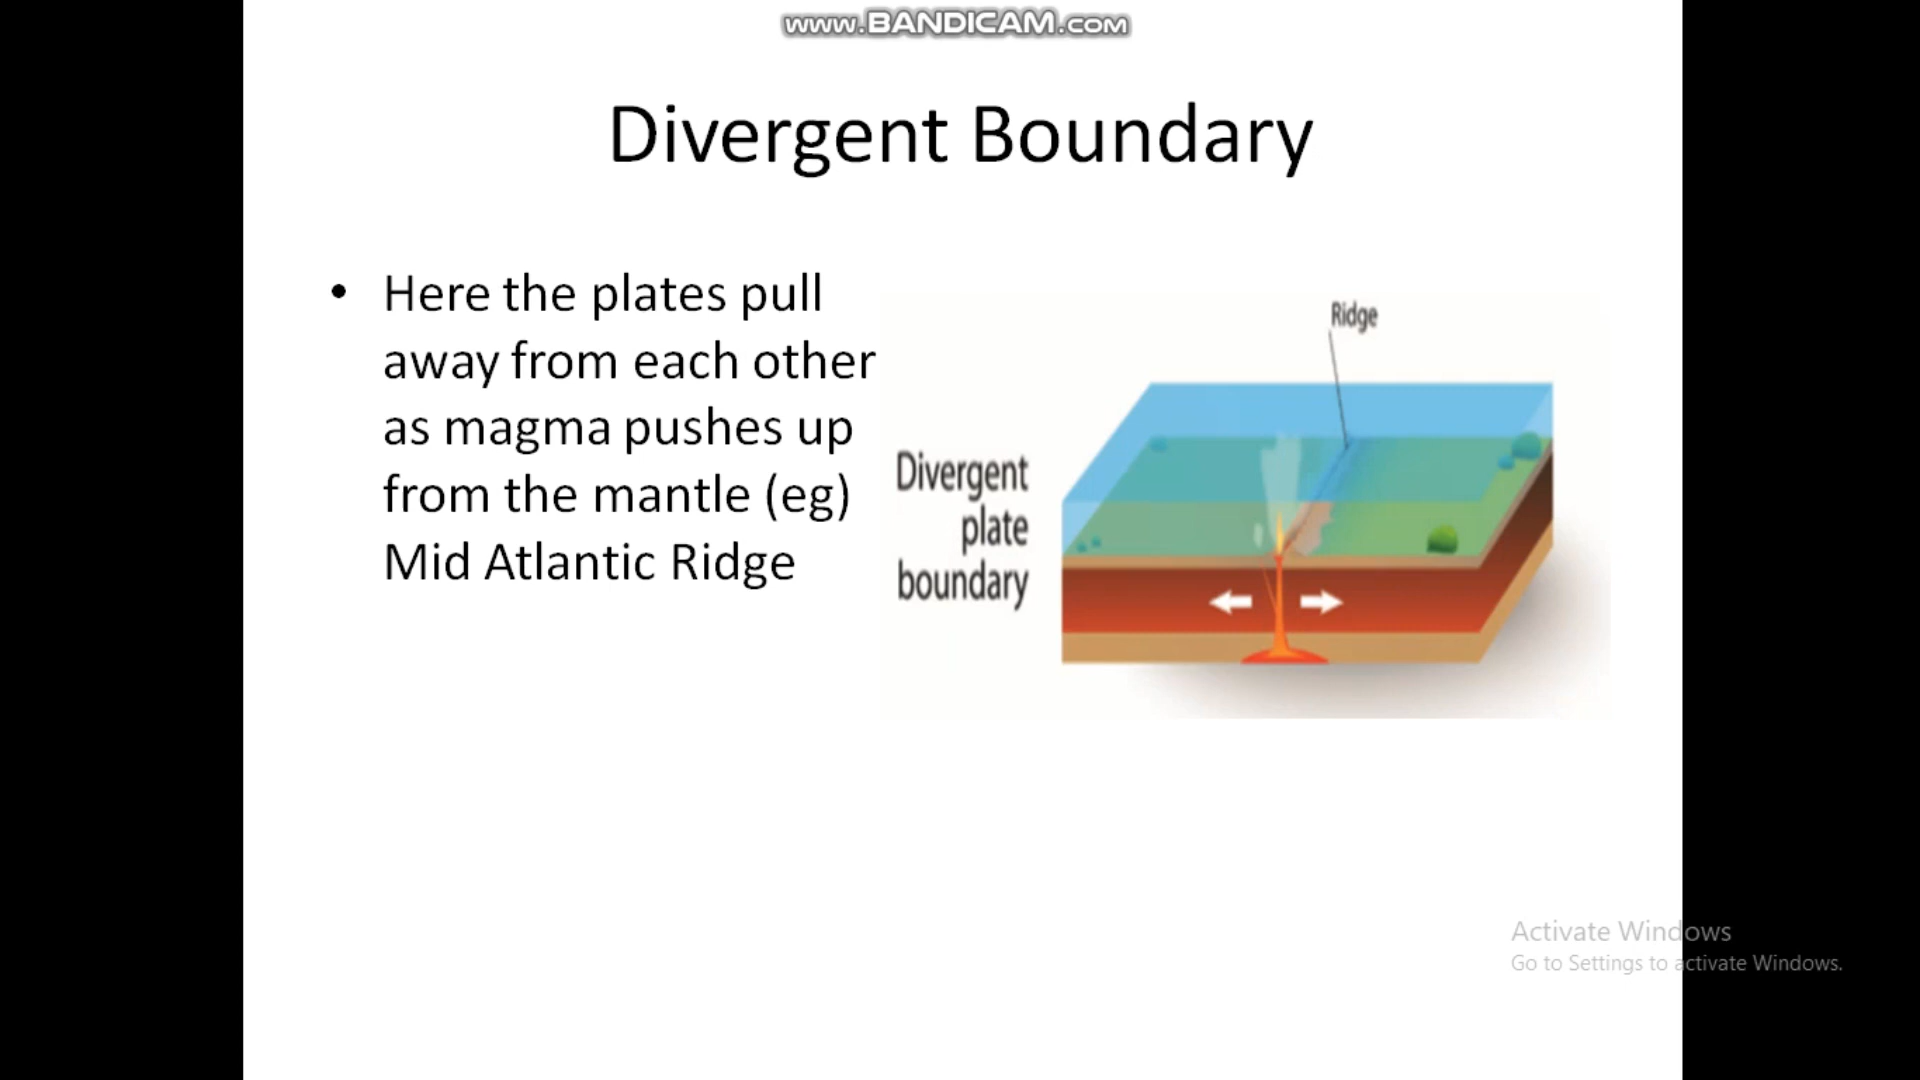 www.BANDICAM.com
Divergent Boundary
• Here the plates pull
away from each other
as magma pushes up
from the mantle (eg)
Mid Atlantic Ridge
Ridge
Divergent
plate
boundary
Activate Windows
Go to Settings to activate Windows.